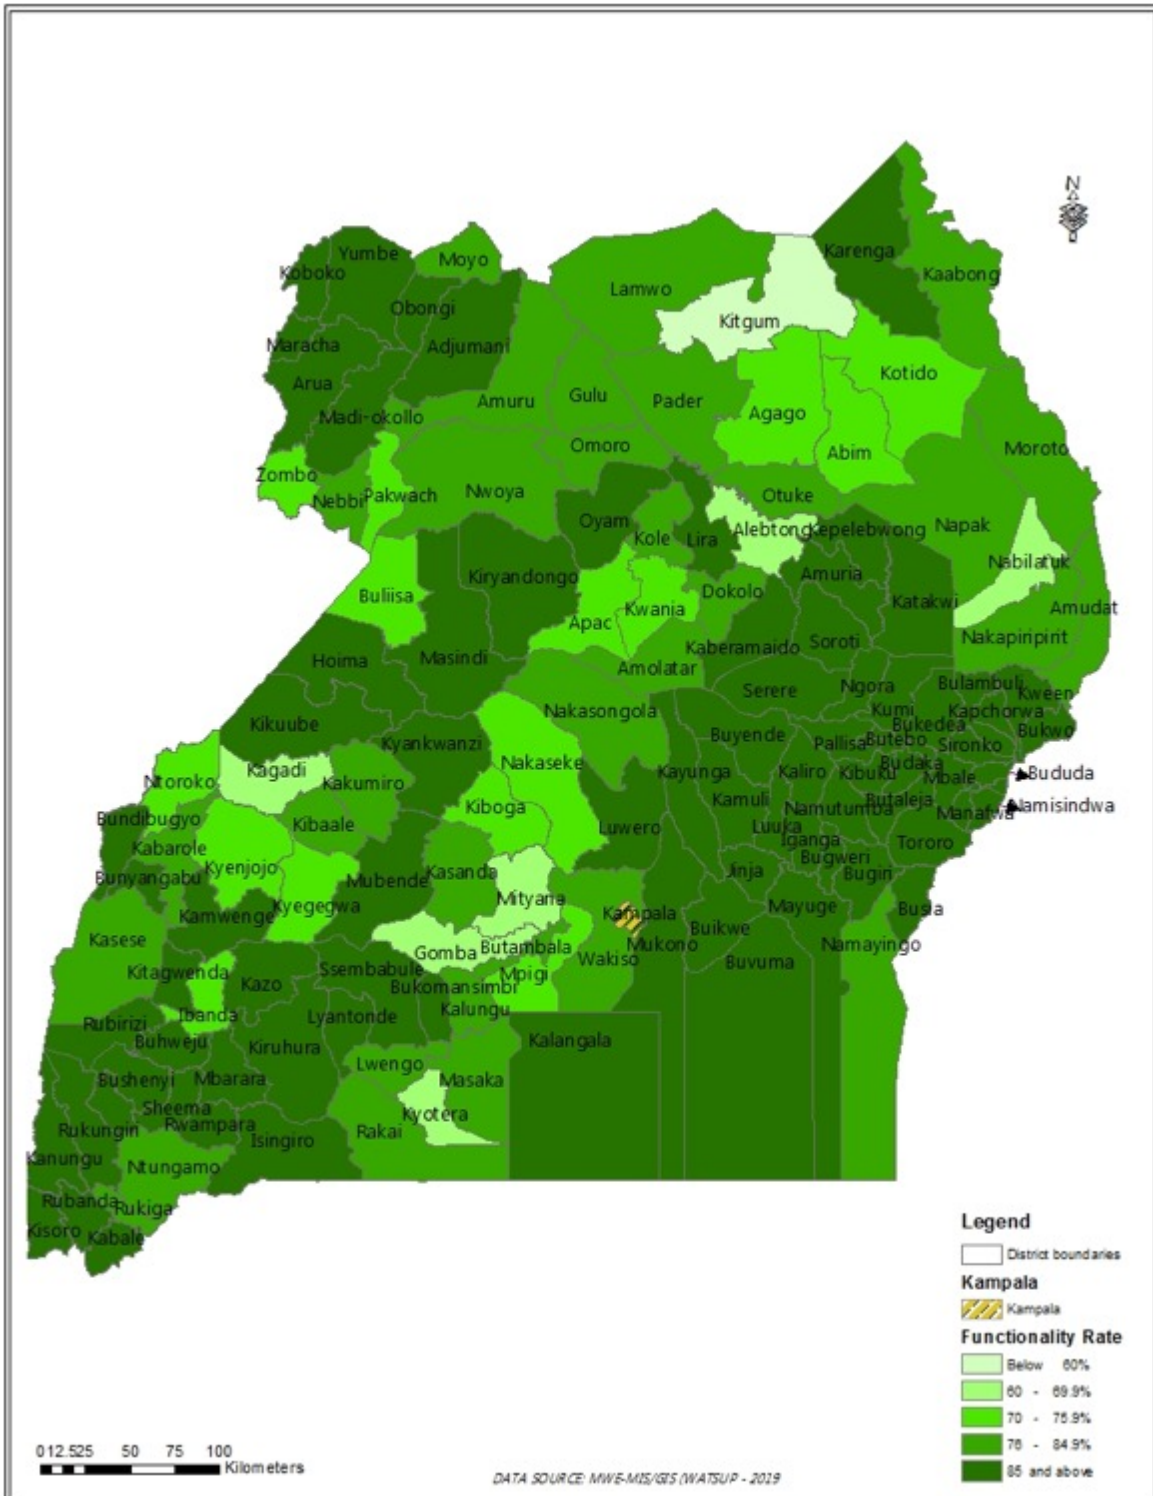 N
Yumbe
Moyo
Karenga
Koboko
Kaabong
Lamwo
Obongi
Kitgum
Maracha
Adjumani
Kotido
Arua
Gulu
Amuru
Pader
Agago
Madi-okollo
Omoro
Moroto
Abim
Zombo
Nebbi
Pakwach
Nwoya
Otuke
Oyam
Napak
Alebtong
Kepelebwong
Kole
Lira
Nabilatuk
Kiryandongo
Amuria
Buliisa
Dokolo
Katakwi
Kwania
Amudat
Apac
Nakapiripirit
Soroti
Kaberamaido
Masindi
Hoima
Amolatar
Serere
Ngora
Bulambuli
Kween
Nakasongola
Kumi
Kapchorwa
Kikuube
Bukedea
Bukwo
Buyende
Kyankwanzi
Pallisa
Butebo
Sironko
Nakaseke
Budaka
Kagadi
Kayunga
Kaliro
Kibuku
Mbale
Bududa
Ntoroko
Kakumiro
Kamuli
Butaleja
Kiboga
Namutumba
Manafwa
Namisindwa
Bundibugyo
Kibaale
Luwero
Luuka
Kabarole
Iganga
Tororo
Kyenjojo
Bugweri
Kasanda
Jinja
Bugiri
Bunyangabu
Mubende
Mityana
Kyegegwa
Mayuge
Busia
Kamwenge
Kampala
Buikwe
Kasese
Butambala
Mukono
Namayingo
Gomba
Wakiso
Buvuma
Kitagwenda
Ssembabule
Mpigi
Kazo
Bukomansimbi
Kalungu
Ibanda
Lyantonde
Rubirizi
Buhweju
Kiruhura
Kalangala
Lwengo
Bushenyi
Mbarara
Masaka
Sheema
Kyotera
Rukungiri
Rwampara
Rakai
Isingiro
Kanungu
Ntungamo
Rubanda
Rukiga
Kisoro
Kabale
Legend
District boundaries
Kampala
Kampala
Functionality Rate
Below 60%
60 - 69.9%
70 - 75.9%
76 - 84.9%
85 and above
0 12.5 25 50 75 100
Kilometers
DATA SOURCE: MWE-MIS/GIS (WATSUP - 2019